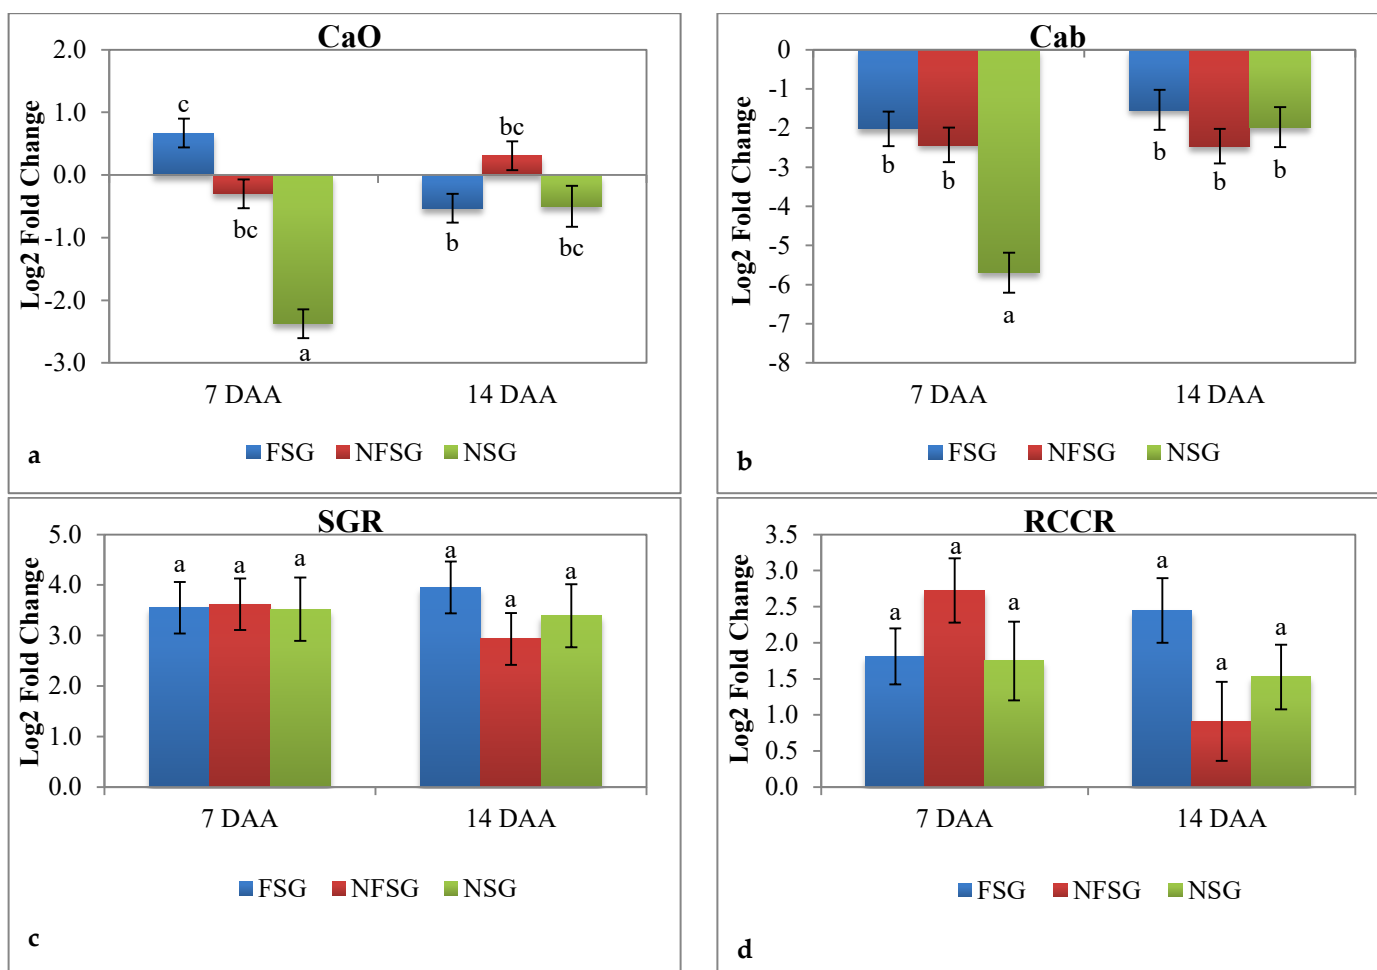 CaO
Log2 Fold Change
2.0
1.0
0.0
-1.0
-2.0
-3.0
c
bc
a
b
bc
bc
7 DAA 14 DAA
FSG NFSG NSG
a
Cab
Log2 Fold Change
0
-1
-2
-3
-4
-5
-6
-7
-8
b
b
a
b
b
b
7 DAA 14 DAA
FSG NFSG NSG
b
SGR
Log2 Fold Change
5.0
4.0
3.0
2.0
1.0
0.0
a
a
a
a
a
a
7 DAA 14 DAA
FSG NFSG NSG
c
RCCR
Log2 Fold Change
3.5
3.0
2.5
2.0
1.5
1.0
0.5
0.0
a
a
a
a
a
a
7 DAA 14 DAA
FSG NFSG NSG
d